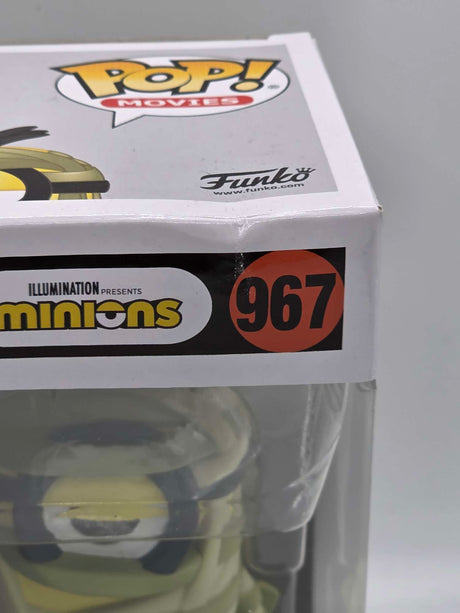 POP!
MOVIES
Funko
www.funko.com
ILLUMINATION PRESENTS
minions
967